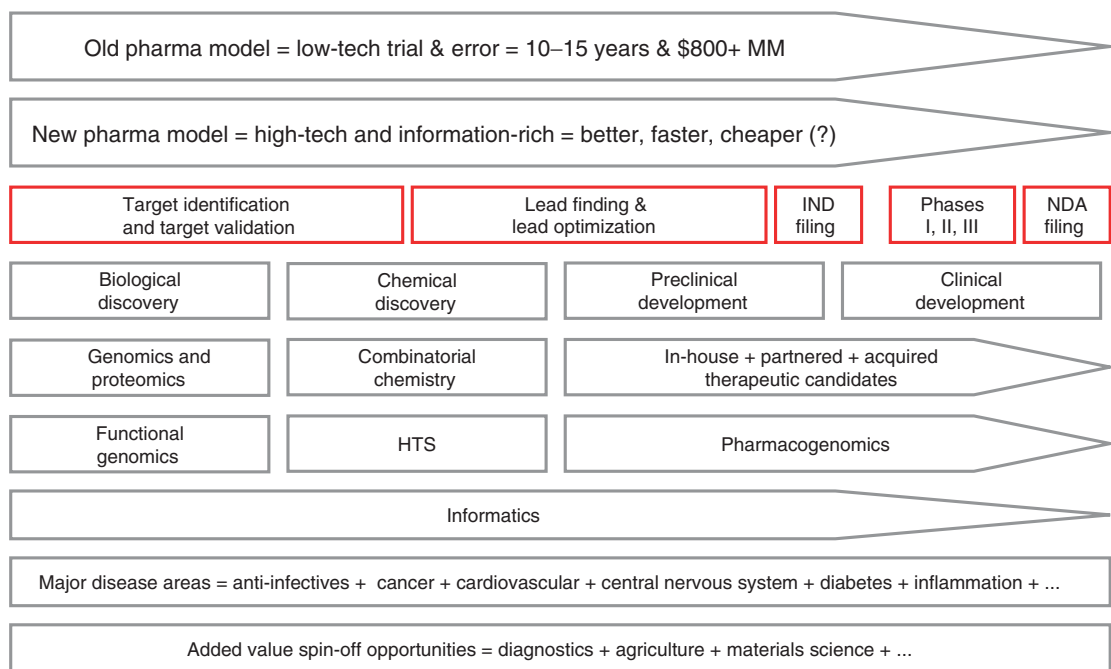 Old pharma model = low-tech trial & error = 10–15 years & $800+ MM
New pharma model = high-tech and information-rich = better, faster, cheaper (?)
Target identification
and target validation
Lead finding &
lead optimization
IND
filing
Phases
I, II, III
NDA
filing
Biological
discovery
Chemical
discovery
Preclinical
development
Clinical
development
Genomics and
proteomics
Combinatorial
chemistry
In-house + partnered + acquired
therapeutic candidates
Functional
genomics
HTS
Pharmacogenomics
Informatics
Major disease areas = anti-infectives + cancer + cardiovascular + central nervous system + diabetes + inflammation + ...
Added value spin-off opportunities = diagnostics + agriculture + materials science + ...